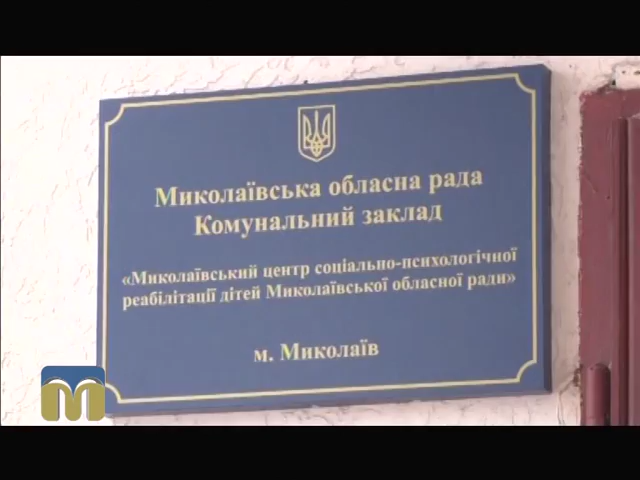 Миколаївська обласна рада
Комунальний заклад
«Миколаївський центр соціально-психологічної
реабілітації дітей Миколаївської обласної ради»
м. Миколаїв
М